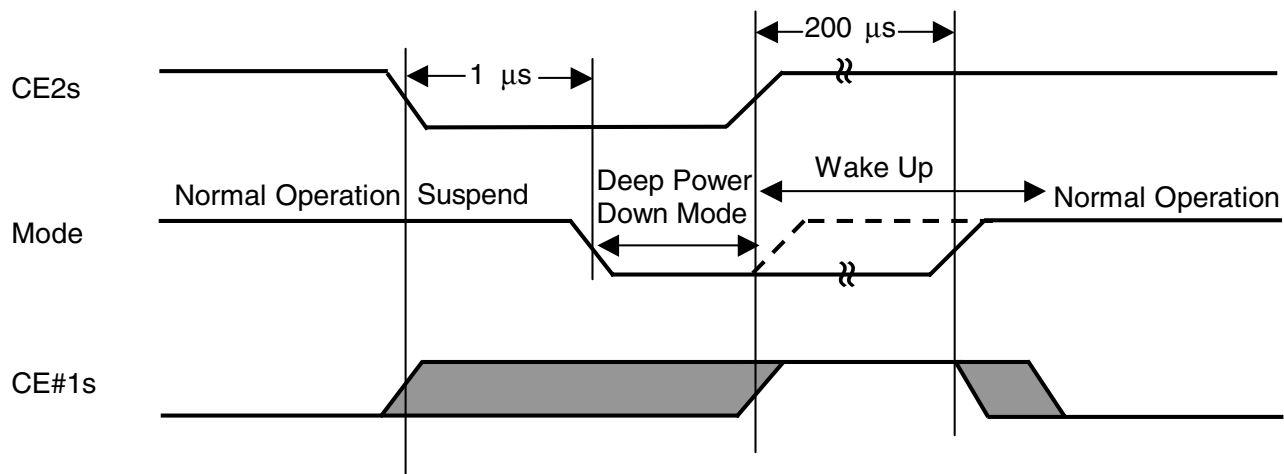 200 μs
CE2s
1 μs
Normal Operation
Suspend
Deep Power
Down Mode
Wake Up
Normal Operation
Mode
CE#1s